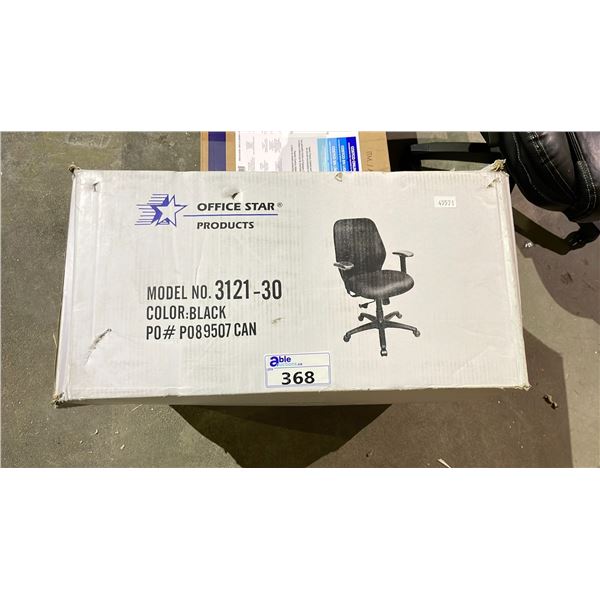 OFFICE STAR®
PRODUCTS
MODEL NO. 3121-30
COLOR:BLACK
PO# P089507 CAN
able
368